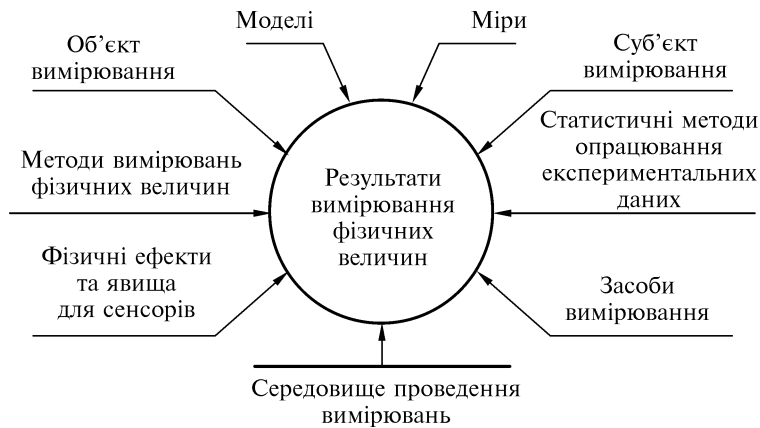 Моделі
Міри
Об’єкт
вимірювання
Суб’єкт
вимірювання
Методи вимірювань
фізичних величин
Результати
вимірювання
фізичних
величин
Статистичні методи
опрацювання
експериментальних
даних
Фізичні ефекти
та явища
для сенсорів
Засоби
вимірювання
Середовище проведення
вимірювань